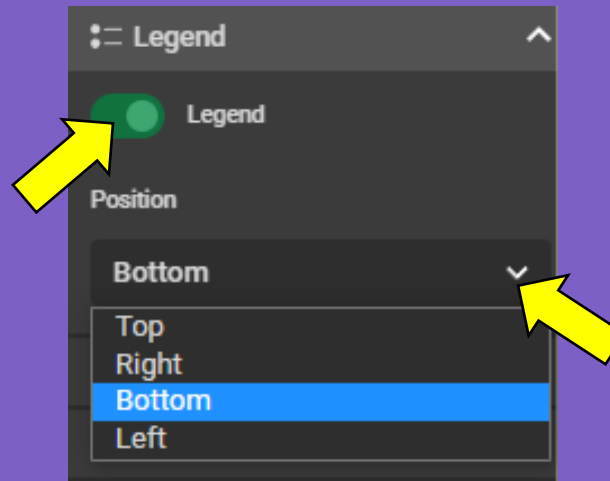 Legend
Legend
Position
Bottom
Top
Right
Bottom
Left